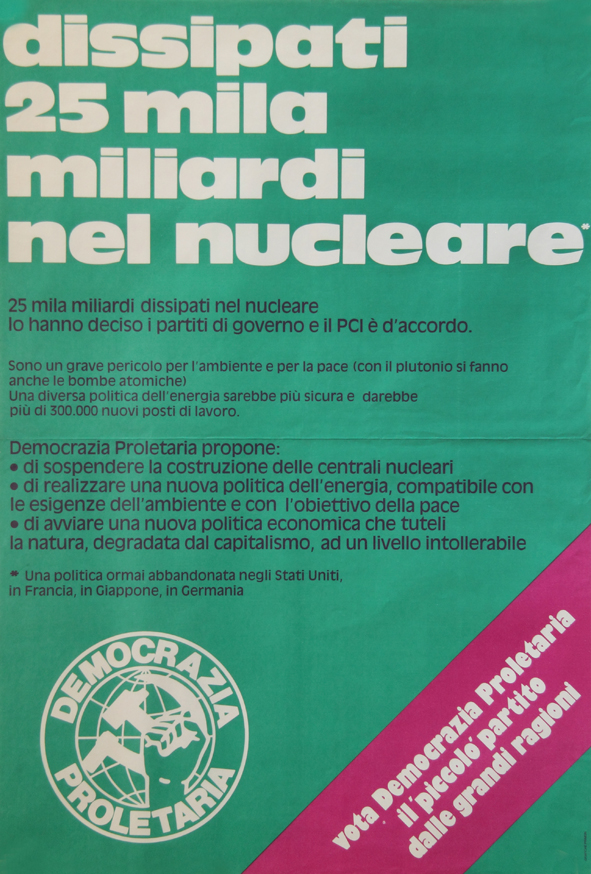 dissipati
25 mila
miliardi
nel nucleare*
25 mila miliardi dissipati nel nucleare
lo hanno deciso i partiti di governo e il PCI è d'accordo.
Sono un grave pericolo per l'ambiente e per la pace (con il plutonio si fanno
anche le bombe atomiche)
Una diversa politica dell'energia sarebbe più sicura e darebbe
più di 300.000 nuovi posti di lavoro.
Democrazia Proletaria propone:
• di sospendere la costruzione delle centrali nucleari
• di realizzare una nuova politica dell'energia, compatibile con
le esigenze dell'ambiente e con l'obiettivo della pace
• di avviare una nuova politica economica che tuteli
la natura, degradata dal capitalismo, ad un livello intollerabile
* Una politica ormai abbandonata negli Stati Uniti,
in Francia, in Giappone, in Germania
DEMOCRAZIA
PROLETARIA
vota Democrazia Proletaria
il piccolo partito
dalle grandi ragioni